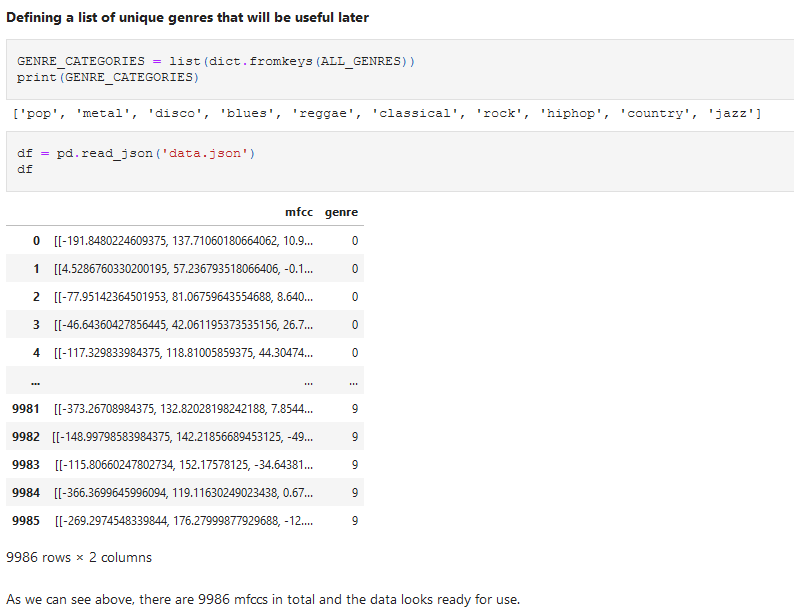 Defining a list of unique genres that will be useful later
GENRE_CATEGORIES = list(dict.fromkeys(ALL_GENRES))
print(GENRE_CATEGORIES)
['pop', 'metal', 'disco', 'blues', 'reggae', 'classical', 'rock', 'hiphop', 'country', 'jazz']
df = pd.read_json('data.json')
df
mfcc genre
0 [[-191.8480224609375, 137.71060180664062, 10.9... 0
1 [[4.5286760330200195, 57.236793518066406, -0.1... 0
2 [[-77.95142364501953, 81.06759643554688, 8.640... 0
3 [[-46.64360427856445, 42.061195373535156, 26.7... 0
4 [[-117.329833984375, 118.81005859375, 44.30474... 0
... ... ...
9981 [[-373.26708984375, 132.82028198242188, 7.8544... 9
9982 [[-148.99798583984375, 142.21856689453125, -49... 9
9983 [[-115.80660247802734, 152.17578125, -34.64381... 9
9984 [[-366.3699645996094, 119.11630249023438, 0.67... 9
9985 [[-269.2974548339844, 176.27999877929688, -12.... 9
9986 rows × 2 columns
As we can see above, there are 9986 mfccs in total and the data looks ready for use.